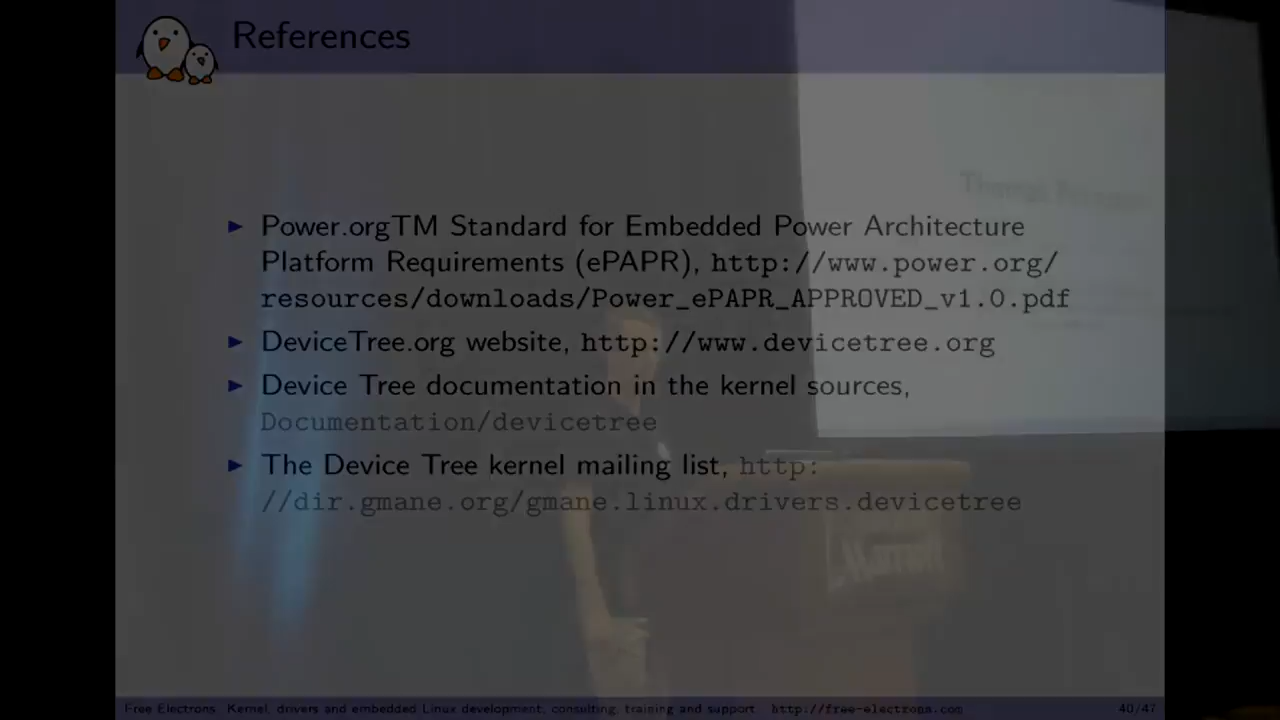 References
Power.orgTM Standard for Embedded Power Architecture
Platform Requirements (ePAPR), http://www.power.org/
resources/downloads/Power_ePAPR_APPROVED_v1.0.pdf
DeviceTree.org website, http://www.devicetree.org
Device Tree documentation in the kernel sources,
Documentation/devicetree
The Device Tree kernel mailing list, http:
//dir.gmane.org/gmane.linux.drivers.devicetree
Marriott
Free Electrons. Kernel, drivers and embedded Linux development, consulting, training and support. http://free-electrons.com
40/47